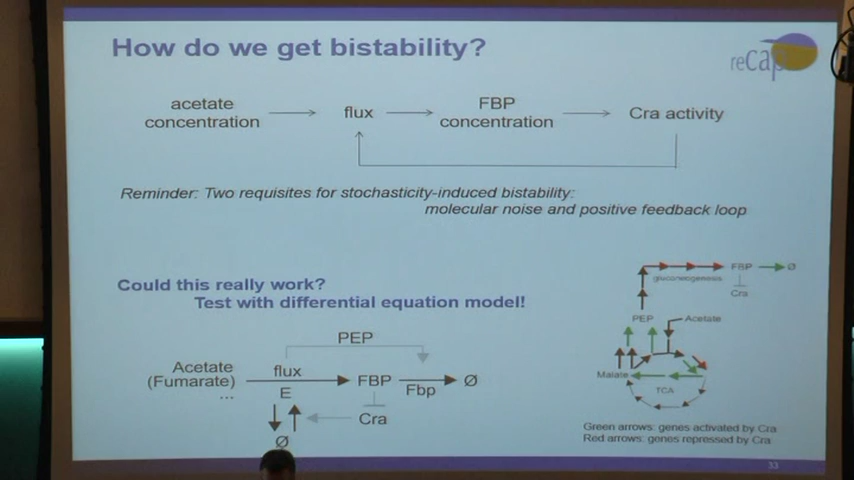 How do we get bistability?
reCap
acetate
concentration
flux
FBP
concentration
Cra activity
Reminder: Two requisites for stochasticity-induced bistability:
molecular noise and positive feedback loop
Could this really work?
Test with differential equation model!
PEP
Acetate
(Fumarate)
...
flux
E
FBP
Fbp
Ø
Cra
Ø
gluconeogenesis
FBP
Ø
Cra
PEP
Acetate
Malate
TCA
Green arrows: genes activated by Cra
Red arrows: genes repressed by Cra
33